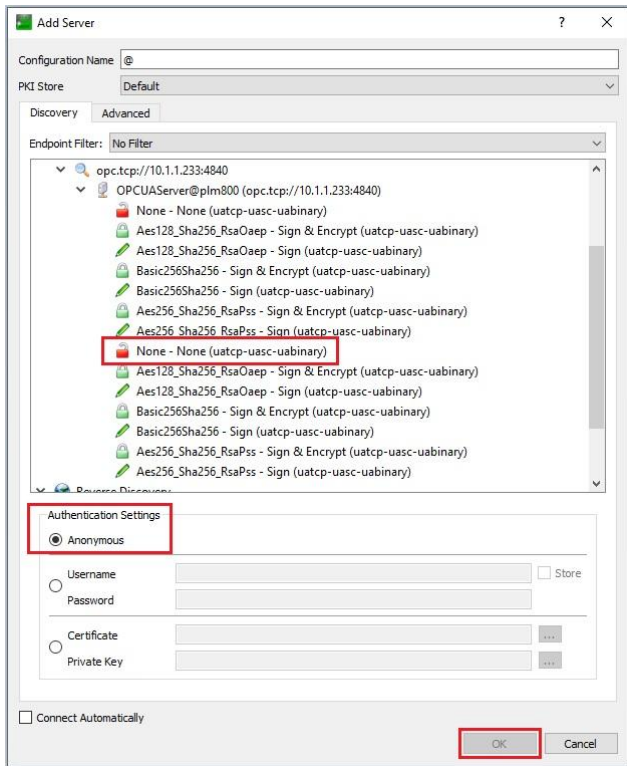 Add Server
Configuration Name @
PKI Store Default
Discovery Advanced
Endpoint Filter: No Filter
opc.tcp://10.1.1.233:4840
OPCUAServer@plm800 (opc.tcp://10.1.1.233:4840)
None - None (uatcp-uasc-uabinary)
Aes128_Sha256_RsaOaep - Sign & Encrypt (uatcp-uasc-uabinary)
Aes128_Sha256_RsaOaep - Sign (uatcp-uasc-uabinary)
Basic256Sha256 - Sign & Encrypt (uatcp-uasc-uabinary)
Basic256Sha256 - Sign (uatcp-uasc-uabinary)
Aes256_Sha256_RsaPss - Sign & Encrypt (uatcp-uasc-uabinary)
Aes256_Sha256_RsaPss - Sign (uatcp-uasc-uabinary)
None - None (uatcp-uasc-uabinary)
Aes128_Sha256_RsaOaep - Sign & Encrypt (uatcp-uasc-uabinary)
Aes128_Sha256_RsaOaep - Sign (uatcp-uasc-uabinary)
Basic256Sha256 - Sign & Encrypt (uatcp-uasc-uabinary)
Basic256Sha256 - Sign (uatcp-uasc-uabinary)
Aes256_Sha256_RsaPss - Sign & Encrypt (uatcp-uasc-uabinary)
Aes256_Sha256_RsaPss - Sign (uatcp-uasc-uabinary)
Reverse Discovery
Authentication Settings
Anonymous
Username Store
Password
Certificate ...
Private Key ...
Connect Automatically
OK Cancel